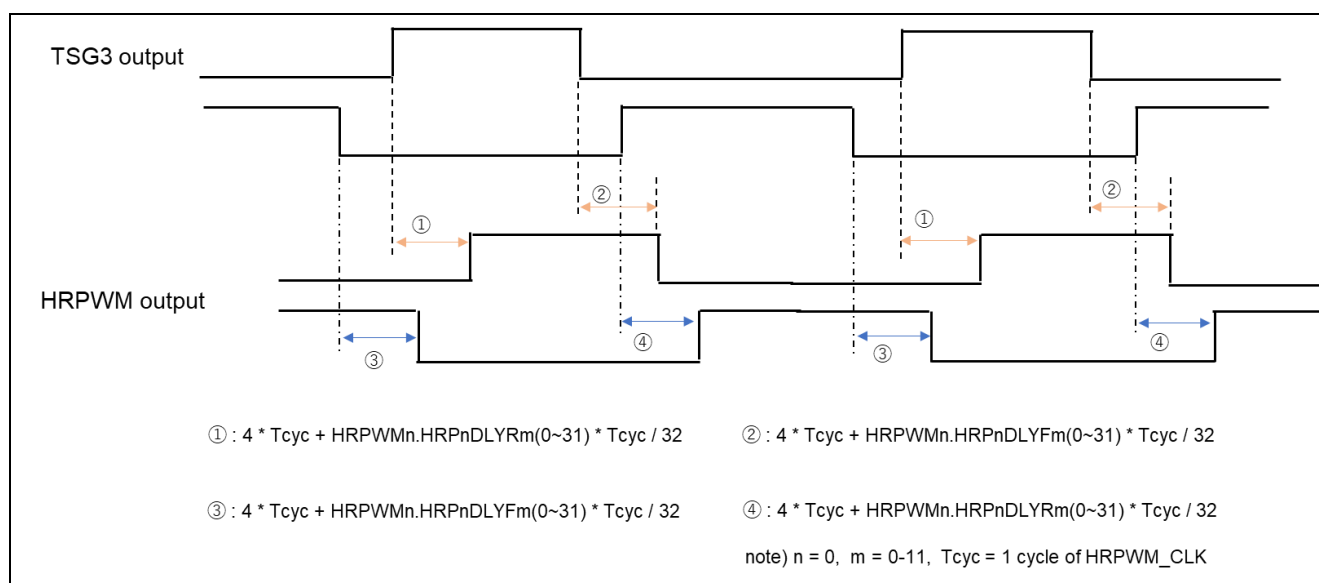 TSG3 output
②
②
①
①
HRPWM output
③
④
③
④
① : 4 * Tcyc + HRPWMn.HRPnDLYRm(0~31) * Tcyc / 32
② : 4 * Tcyc + HRPWMn.HRPnDLYFm(0~31) * Tcyc / 32
③ : 4 * Tcyc + HRPWMn.HRPnDLYFm(0~31) * Tcyc / 32
④ : 4 * Tcyc + HRPWMn.HRPnDLYRm(0~31) * Tcyc / 32
note) n = 0, m = 0-11, Tcyc = 1 cycle of HRPWM_CLK